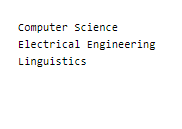 Computer Science
Electrical Engineering
Linguistics